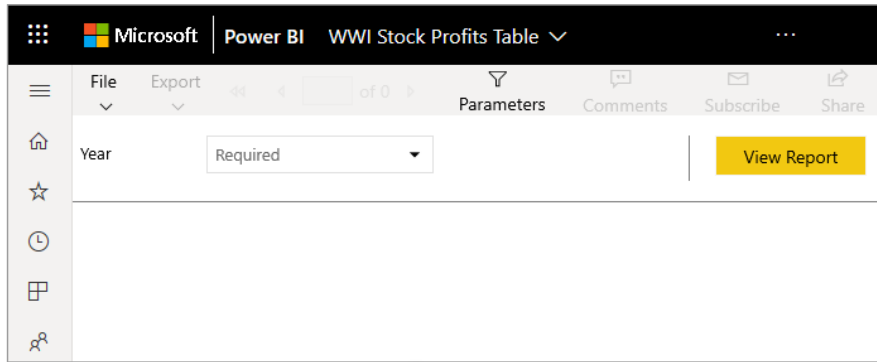 Microsoft Power BI WWI Stock Profits Table ...
File Export of 0 Parameters Comments Subscribe Share
Year Required View Report